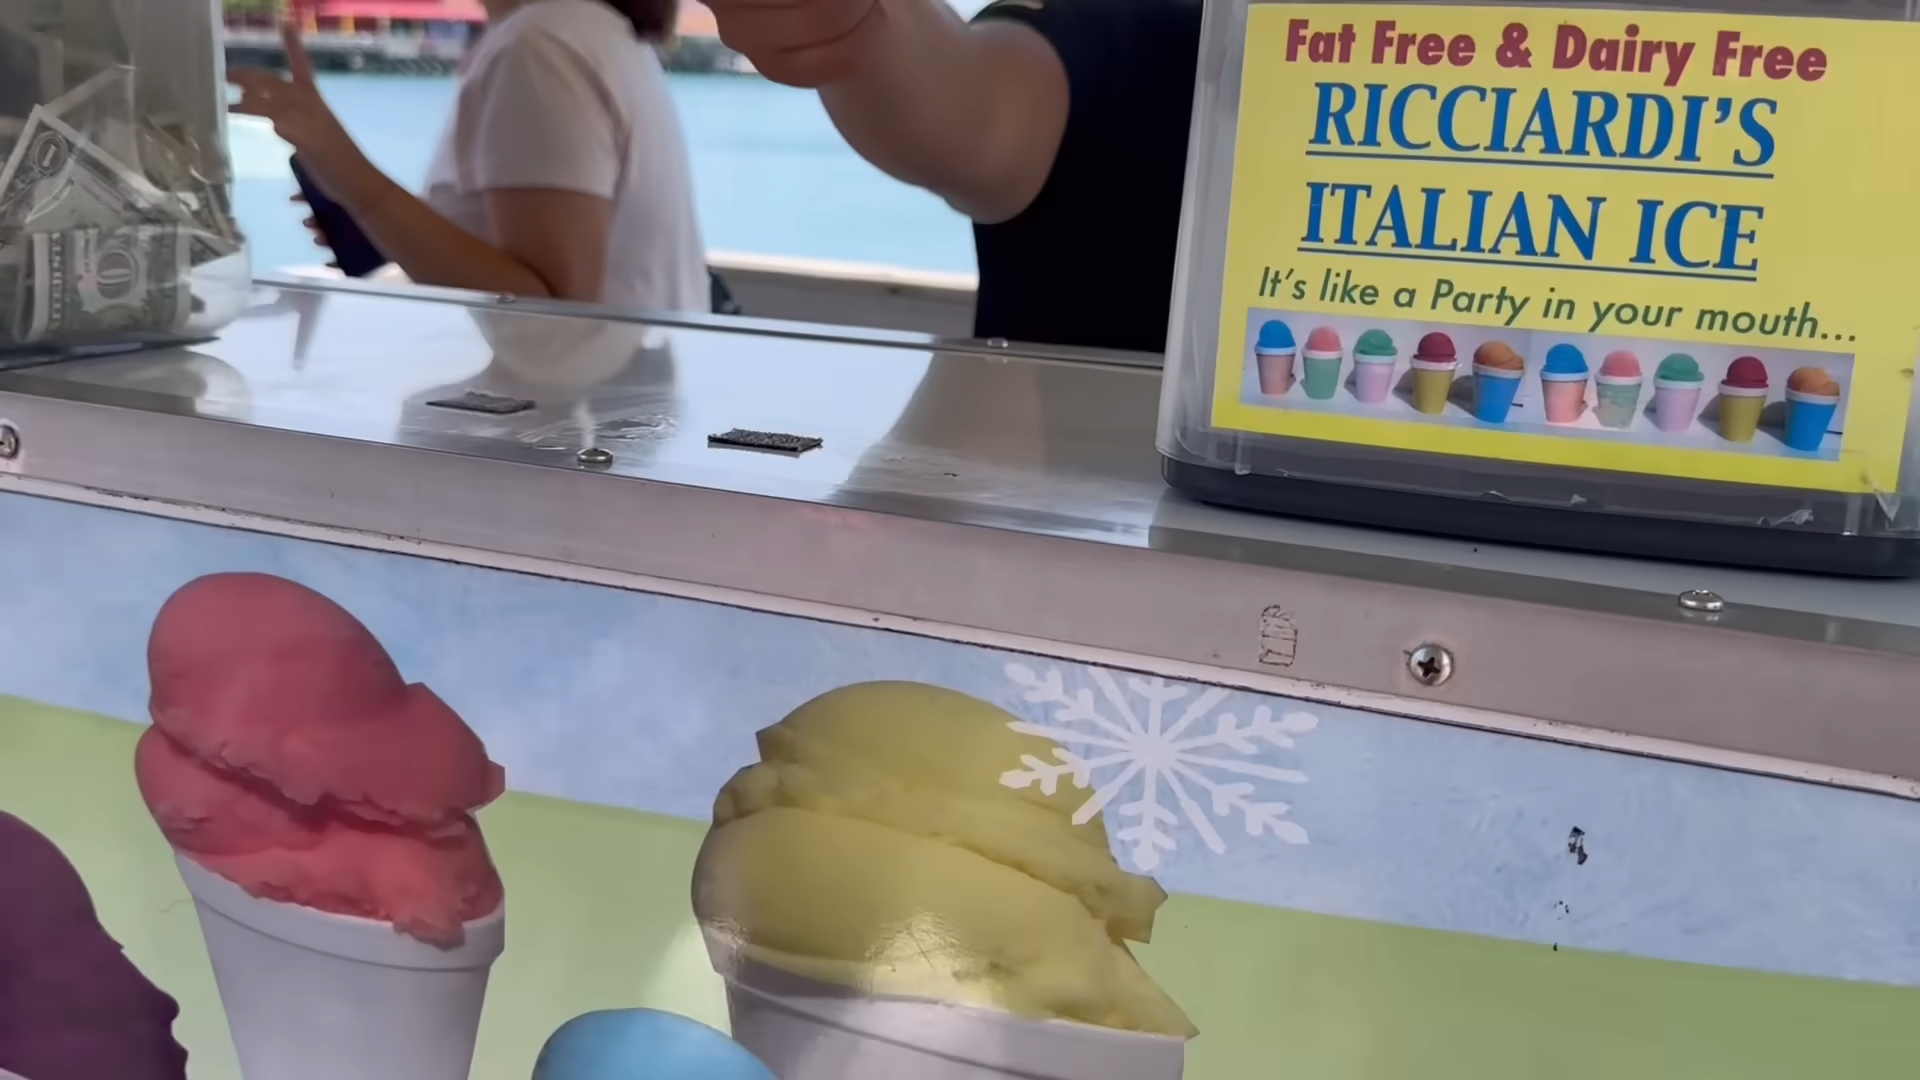 Fat Free & Dairy Free
RICCIARDI'S
ITALIAN ICE
It's like a Party in your mouth...